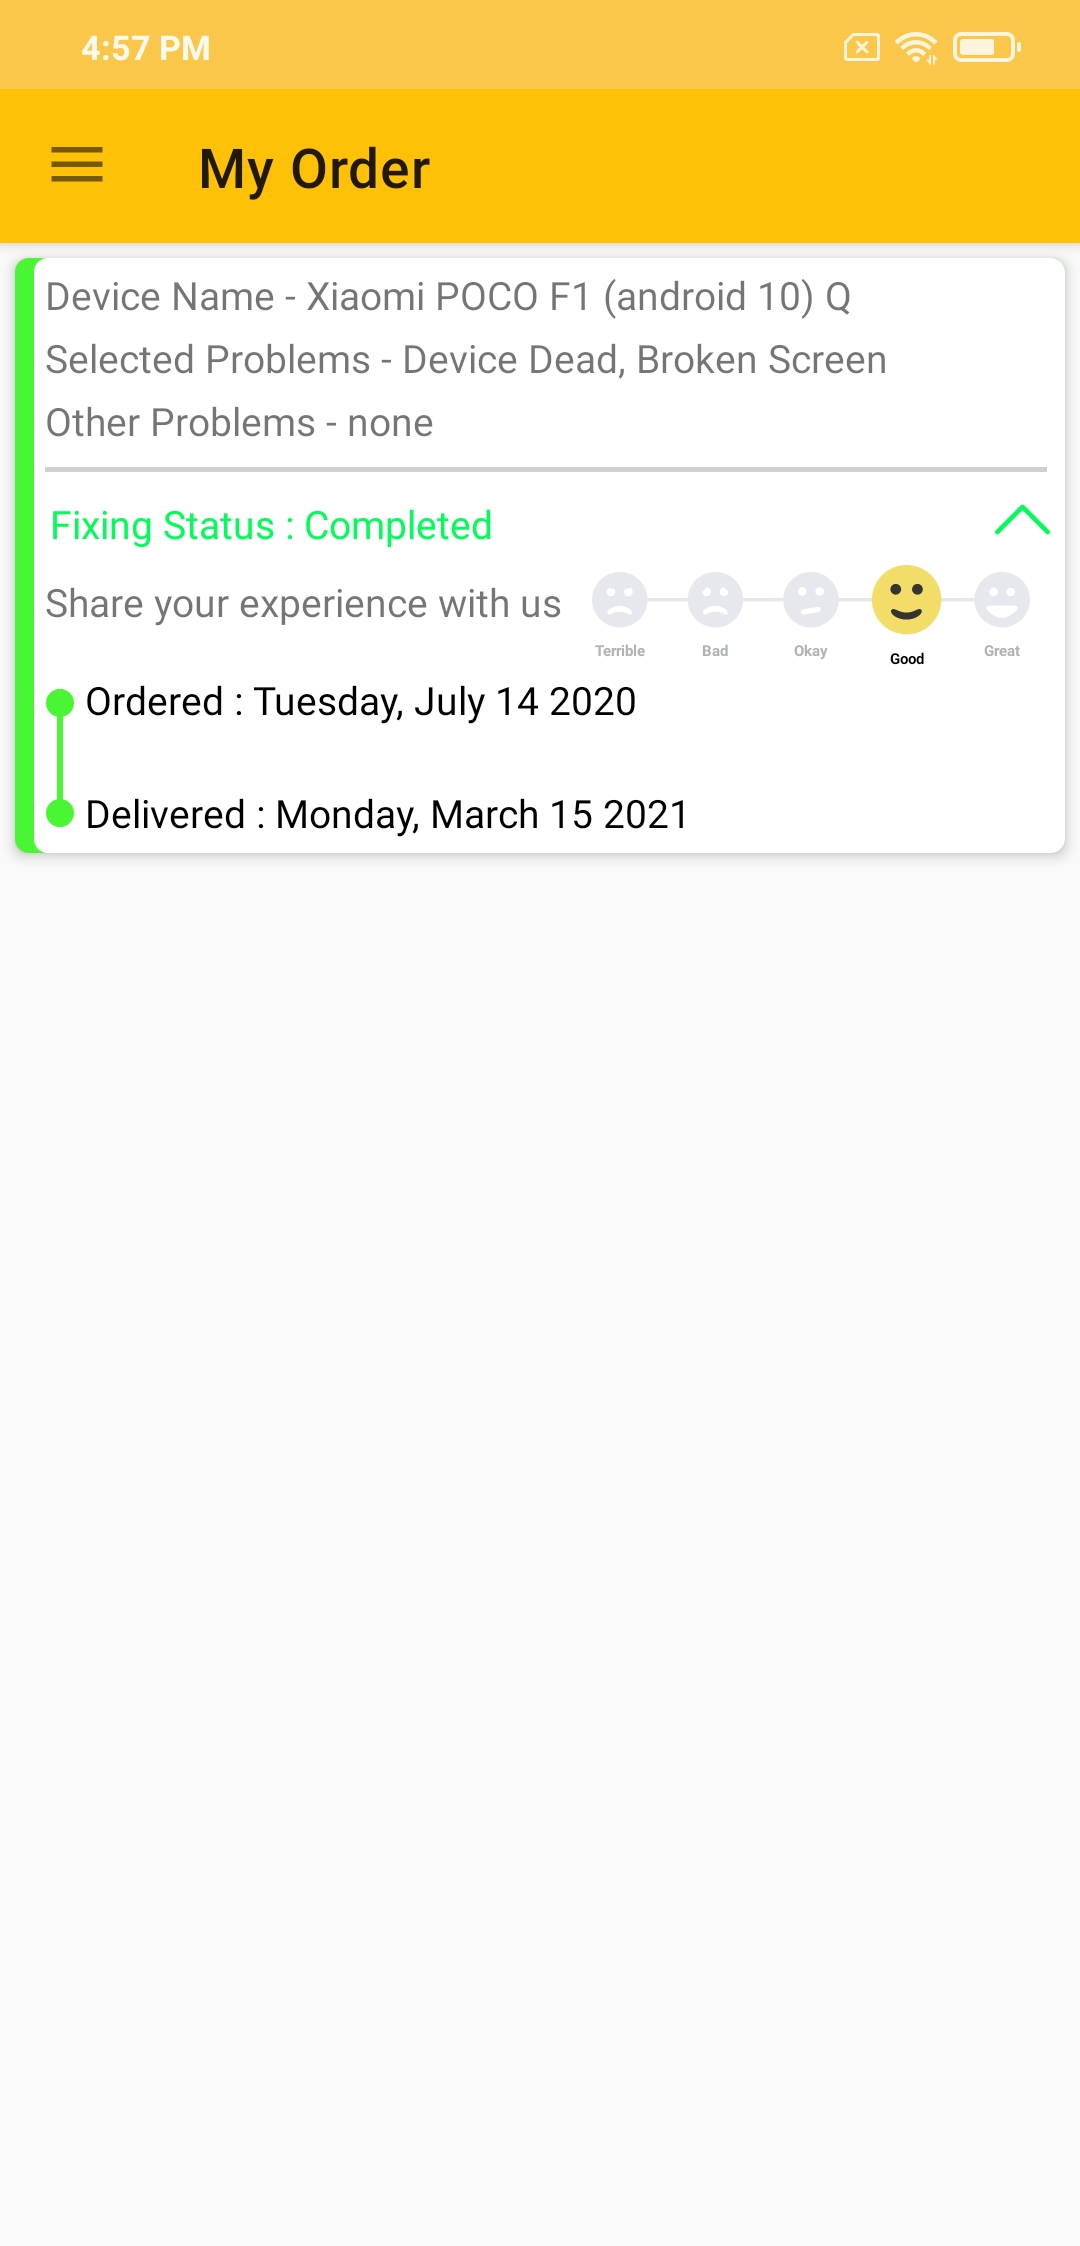 4:57 PM
My Order
Device Name - Xiaomi POCO F1 (android 10) Q
Selected Problems - Device Dead, Broken Screen
Other Problems - none
Fixing Status : Completed
Share your experience with us
Terrible Bad Okay Good Great
Ordered : Tuesday, July 14 2020
Delivered : Monday, March 15 2021